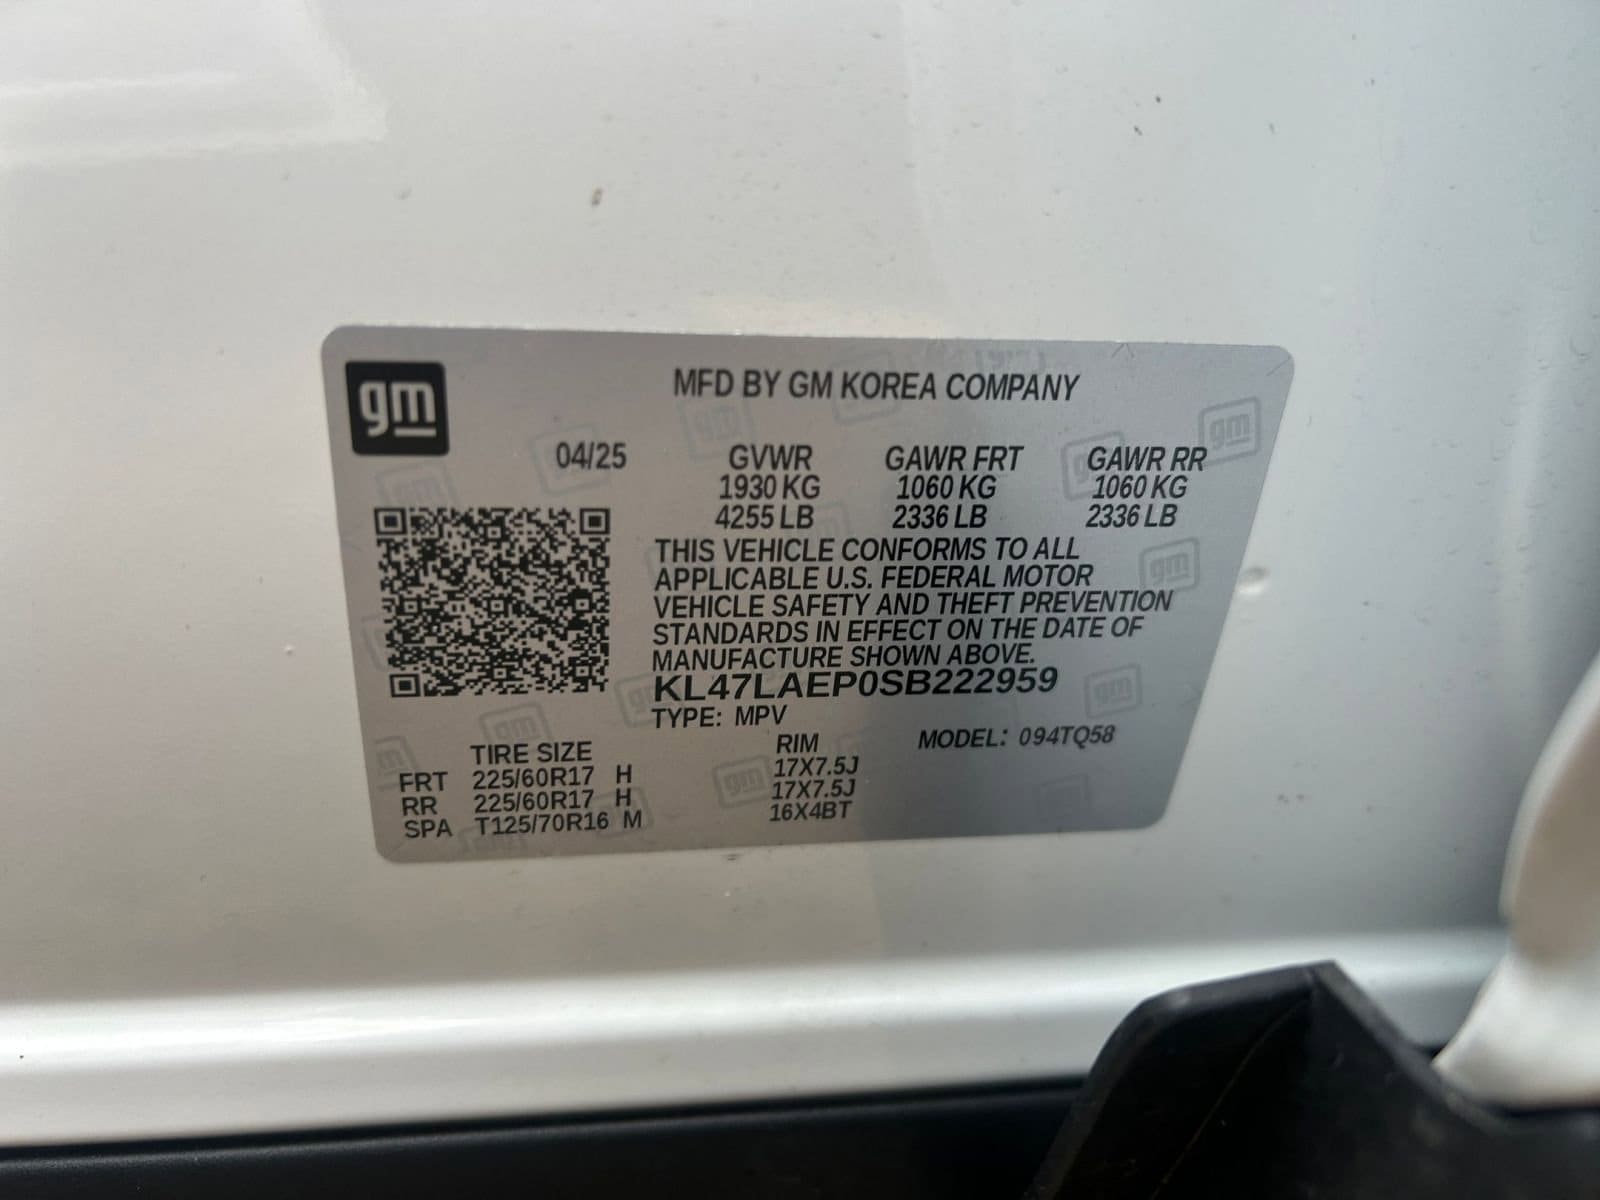 gm
MFD BY GM KOREA COMPANY
04/25 GVWR GAWR FRT GAWR RR
1930 KG 1060 KG 1060 KG
4255 LB 2336 LB 2336 LB
THIS VEHICLE CONFORMS TO ALL
APPLICABLE U.S. FEDERAL MOTOR
VEHICLE SAFETY AND THEFT PREVENTION
STANDARDS IN EFFECT ON THE DATE OF
MANUFACTURE SHOWN ABOVE.
KL47LAEP0SB222959
TYPE: MPV
TIRE SIZE RIM MODEL: 094TQ58
FRT 225/60R17 H 17X7.5J
RR 225/60R17 H 17X7.5J
SPA T125/70R16 M 16X4BT